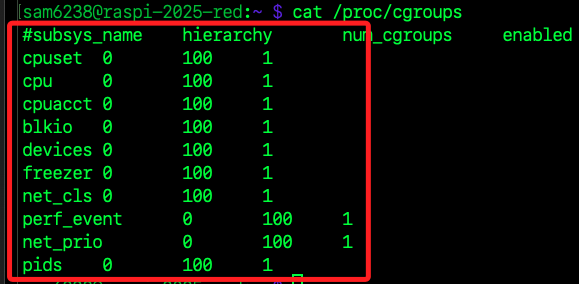 sam6238@raspi-2025-red:~ $ cat /proc/cgroups
#subsys_name hierarchy num_cgroups enabled
cpuset 0 100 1
cpu 0 100 1
cpuacct 0 100 1
blkio 0 100 1
devices 0 100 1
freezer 0 100 1
net_cls 0 100 1
perf_event 0 100 1
net_prio 0 100 1
pids 0 100 1